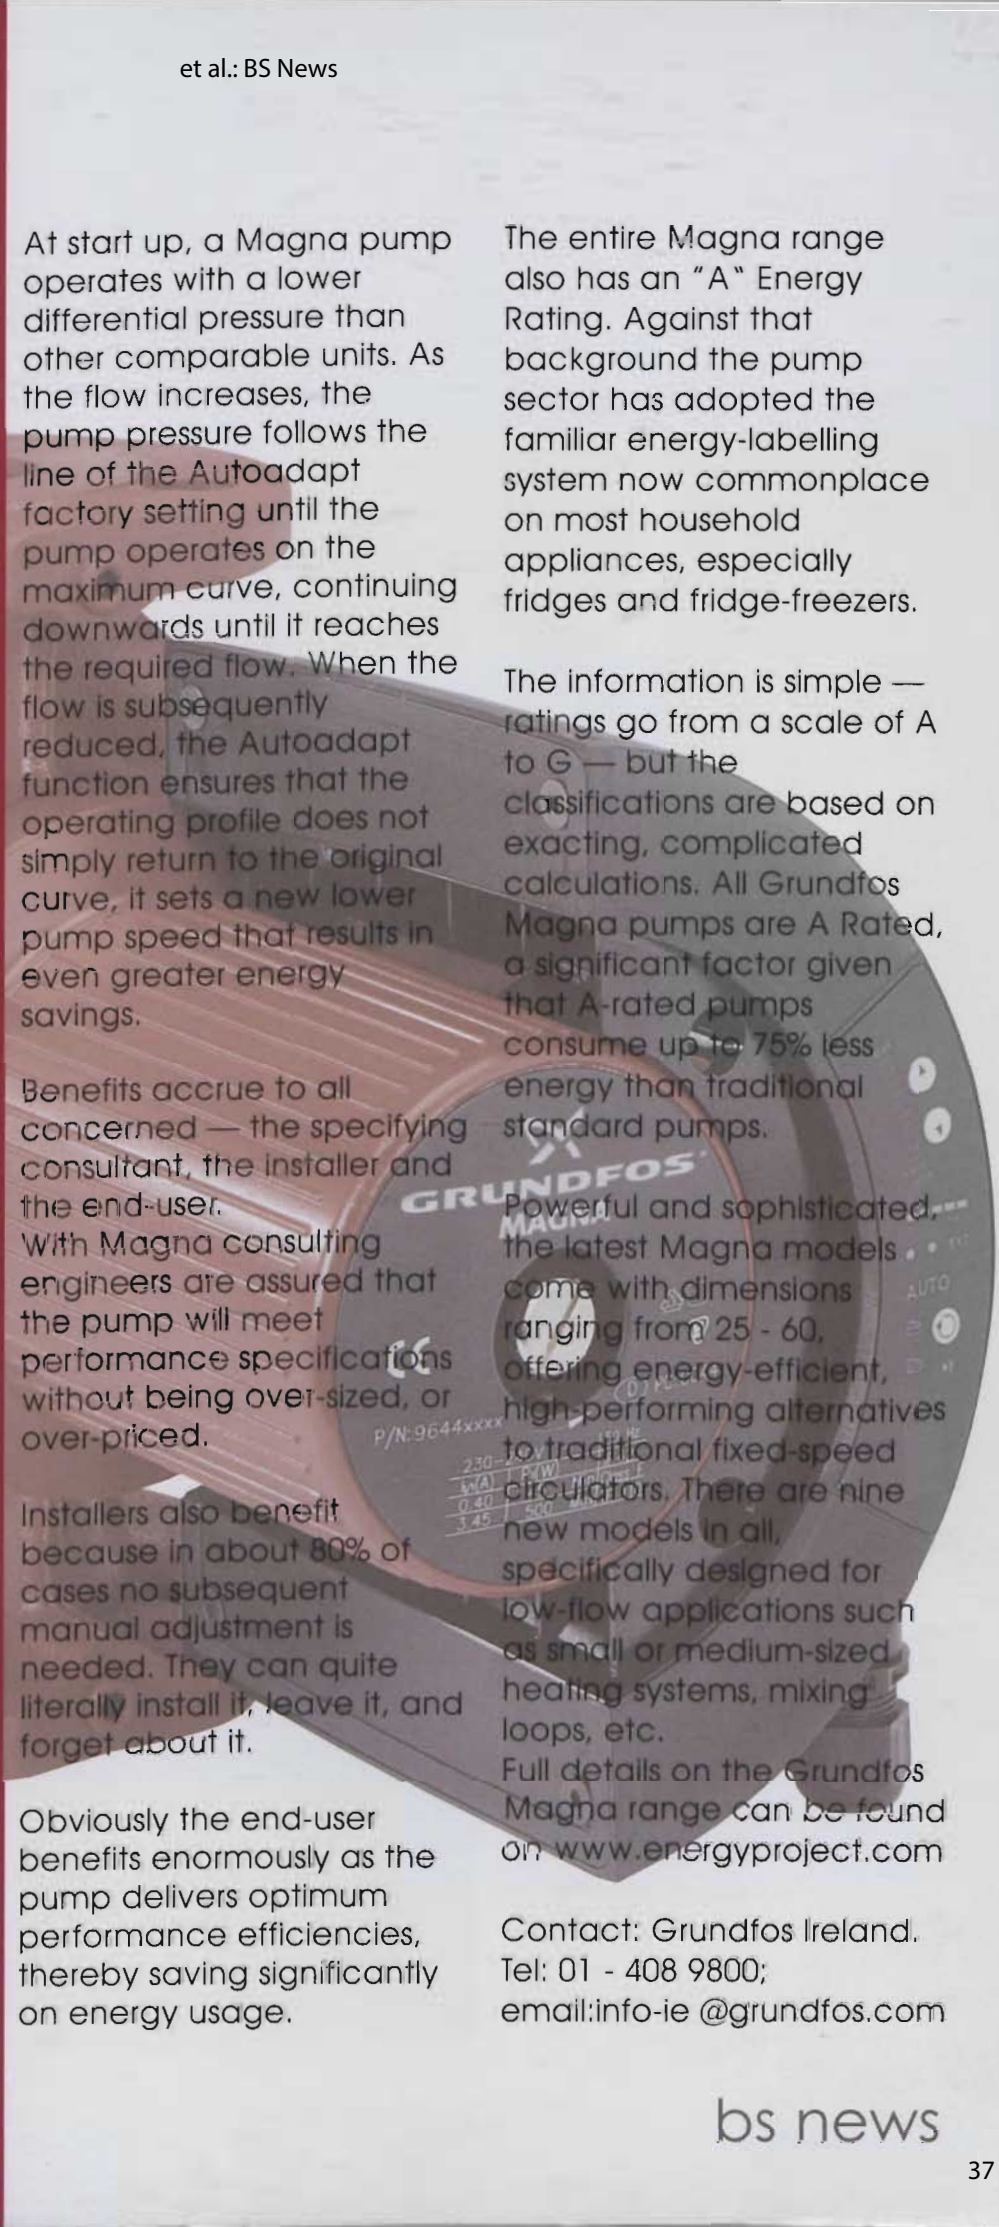 et al.: BS News
At start up, a Magna pump
operates with a lower
differential pressure than
other comparable units. As
the flow increases, the
pump pressure follows the
line of the Autoadapt
factory setting until the
pump operates on the
maximum curve, continuing
downwards until it reaches
the required flow. When the
flow is subsequently
reduced, the Autoadapt
function ensures that the
operating profile does not
simply return to the original
curve, it sets a new lower
pump speed that results in
even greater energy
savings.
Benefits accrue to all
concerned — the specifying
consultant, the installer and
the end-user.
With Magna consulting
engineers are assured that
the pump will meet
performance specifications
without being over-sized, or
over-priced.
Installers also benefit
because in about 80% of
cases no subsequent
manual adjustment is
needed. They can quite
literally install it, leave it, and
forget about it.
Obviously the end-user
benefits enormously as the
pump delivers optimum
performance efficiencies,
thereby saving significantly
on energy usage.
The entire Magna range
also has an "A" Energy
Rating. Against that
background the pump
sector has adopted the
familiar energy-labelling
system now commonplace
on most household
appliances, especially
fridges and fridge-freezers.
The information is simple —
ratings go from a scale of A
to G — but the
classifications are based on
exacting, complicated
calculations. All Grundfos
Magna pumps are A Rated,
a significant factor given
that A-rated pumps
consume up to 75% less
energy than traditional
standard pumps.
Powerful and sophisticated,
the latest Magna models
come with dimensions
ranging from 25 - 60,
offering energy-efficient,
high-performing alternatives
to traditional fixed-speed
circulators. There are nine
new models in all,
specifically designed for
low-flow applications such
as small or medium-sized
heating systems, mixing
loops, etc.
Full details on the Grundfos
Magna range can be found
on www.energyproject.com
Contact: Grundfos Ireland.
Tel: 01 - 408 9800;
email:info-ie @grundfos.com
GRUNDFOS
MAGNA
CE
P/N:9644xxxx
230-
In(A) P1(W)
0.40
3.45 500
AUTO
bs news
37